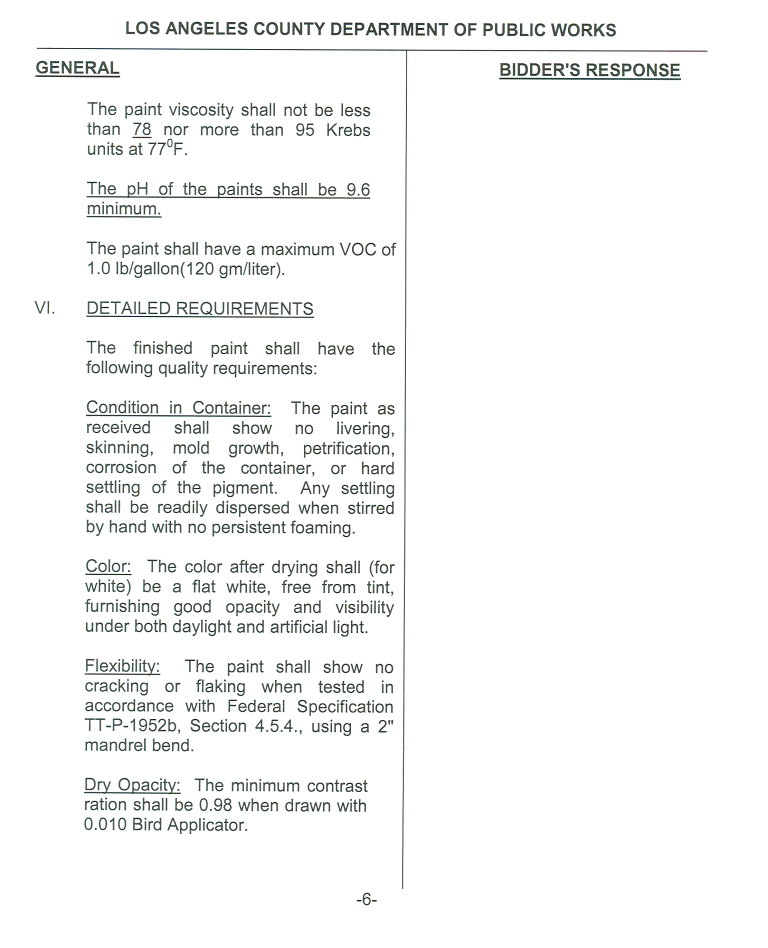 LOS ANGELES COUNTY DEPARTMENT OF PUBLIC WORKS
GENERAL
BIDDER'S RESPONSE
The paint viscosity shall not be less
than 78 nor more than 95 Krebs
units at 77⁰F.
The pH of the paints shall be 9.6
minimum.
The paint shall have a maximum VOC of
1.0 lb/gallon(120 gm/liter).
VI. DETAILED REQUIREMENTS
The finished paint shall have the
following quality requirements:
Condition in Container: The paint as
received shall show no livering,
skinning, mold growth, petrification,
corrosion of the container, or hard
settling of the pigment. Any settling
shall be readily dispersed when stirred
by hand with no persistent foaming.
Color: The color after drying shall (for
white) be a flat white, free from tint,
furnishing good opacity and visibility
under both daylight and artificial light.
Flexibility: The paint shall show no
cracking or flaking when tested in
accordance with Federal Specification
TT-P-1952b, Section 4.5.4., using a 2"
mandrel bend.
Dry Opacity: The minimum contrast
ration shall be 0.98 when drawn with
0.010 Bird Applicator.
-6-